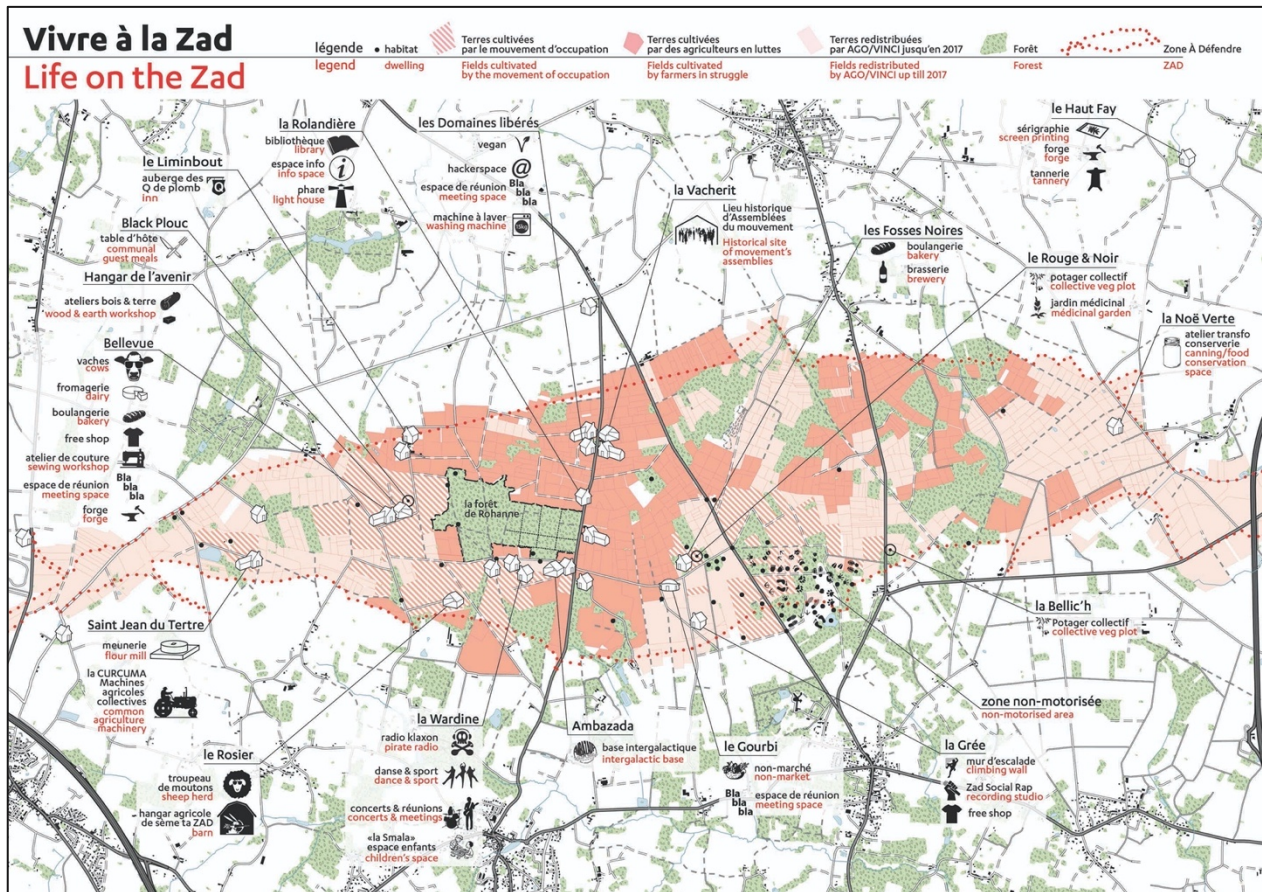 Vivre à la Zad
Life on the Zad
légende
legend
habitat
dwelling
Terres cultivées
par le mouvement d'occupation
Fields cultivated
by the movement of occupation
Terres cultivées
par des agriculteurs en luttes
Fields cultivated
by farmers in struggle
Terres redistribuées
par AGO/VINCI jusqu'en 2017
Fields redistributed
by AGO/VINCI up till 2017
Forêt
Forest
Zone À Défendre
ZAD
le Liminbout
auberge des
Q de plomb
inn
Black Plouc
table d'hôte
communal
guest meals
Hangar de l'avenir
ateliers bois & terre
wood & earth workshop
Bellevue
vaches
cows
fromagerie
dairy
boulangerie
bakery
free shop
atelier de couture
sewing workshop
espace de réunion
meeting space
Bla
bla
bla
forge
forge
la Rolandière
bibliothèque
library
espace info
info space
i
phare
light house
les Domaines libérés
vegan
hackerspace
@
espace de réunion
meeting space
Bla
bla
bla
machine à laver
washing machine
la Vacherit
Lieu historique
d'Assemblées
du mouvement
Historical site
of movement's
assemblies
les Fosses Noires
boulangerie
bakery
brasserie
brewery
le Haut Fay
sérigraphie
screen printing
forge
forge
tannerie
tannery
le Rouge & Noir
potager collectif
collective veg plot
jardin médicinal
médicinal garden
la Noë Verte
atelier transfo
conserverie
canning/food
conservation
space
la forêt
de Rohanne
Saint Jean du Tertre
meunerie
flour mill
la CURCUMA
Machines
agricoles
collectives
common
agriculture
machinery
le Rosier
troupeau
de moutons
sheep herd
hangar agricole
de sème ta ZAD
barn
la Wardine
radio klaxon
pirate radio
danse & sport
dance & sport
concerts & réunions
concerts & meetings
«la Smala»
espace enfants
children's space
Ambazada
base intergalactique
intergalactic base
le Gourbi
non-marché
non-market
Bla
bla
bla
espace de réunion
meeting space
la Bellic'h
Potager collectif
collective veg plot
zone non-motorisée
non-motorised area
la Grée
mur d'escalade
climbing wall
Zad Social Rap
recording studio
free shop